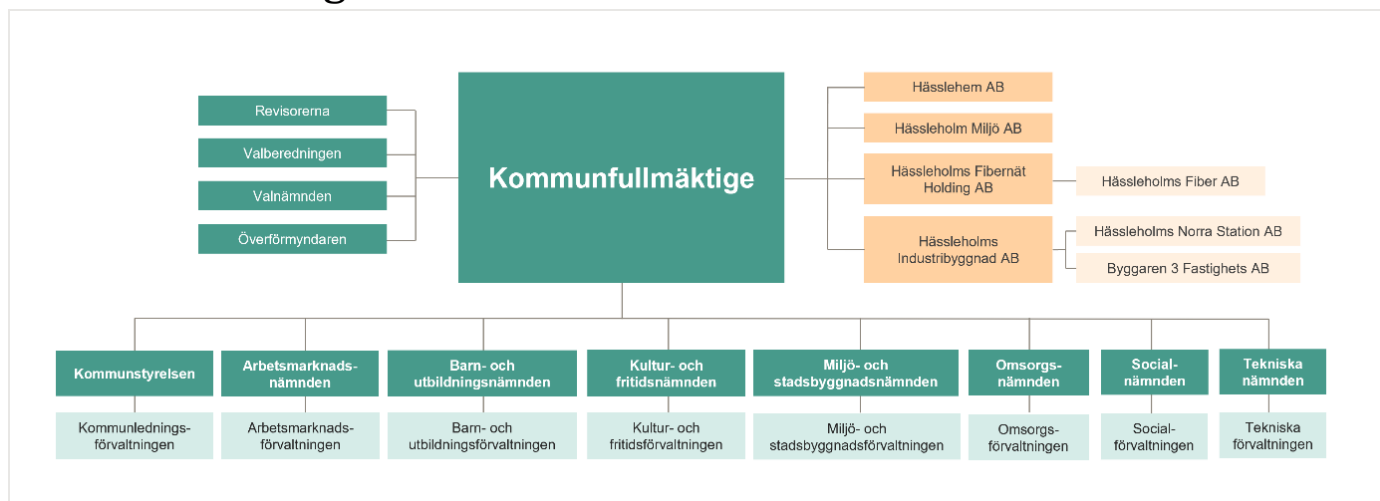 Revisorerna
Valberedningen
Valnämnden
Överförmyndaren
Kommunfullmäktige
Hässlehem AB
Hässleholm Miljö AB
Hässleholms Fibernät
Holding AB
Hässleholms Fiber AB
Hässleholms
Industribyggnad AB
Hässleholms Norra Station AB
Byggaren 3 Fastighets AB
Kommunstyrelsen
Arbetsmarknads-
nämnden
Barn- och
utbildningsnämnden
Kultur- och
fritidsnämnden
Miljö- och
stadsbyggnadsnämnden
Omsorgs-
nämnden
Social-
nämnden
Tekniska
nämnden
Kommunlednings-
förvaltningen
Arbetsmarknads-
förvaltningen
Barn- och
utbildningsförvaltningen
Kultur- och
fritidsförvaltningen
Miljö- och
stadsbyggnadsförvaltningen
Omsorgs-
förvaltningen
Social-
förvaltningen
Tekniska
förvaltningen